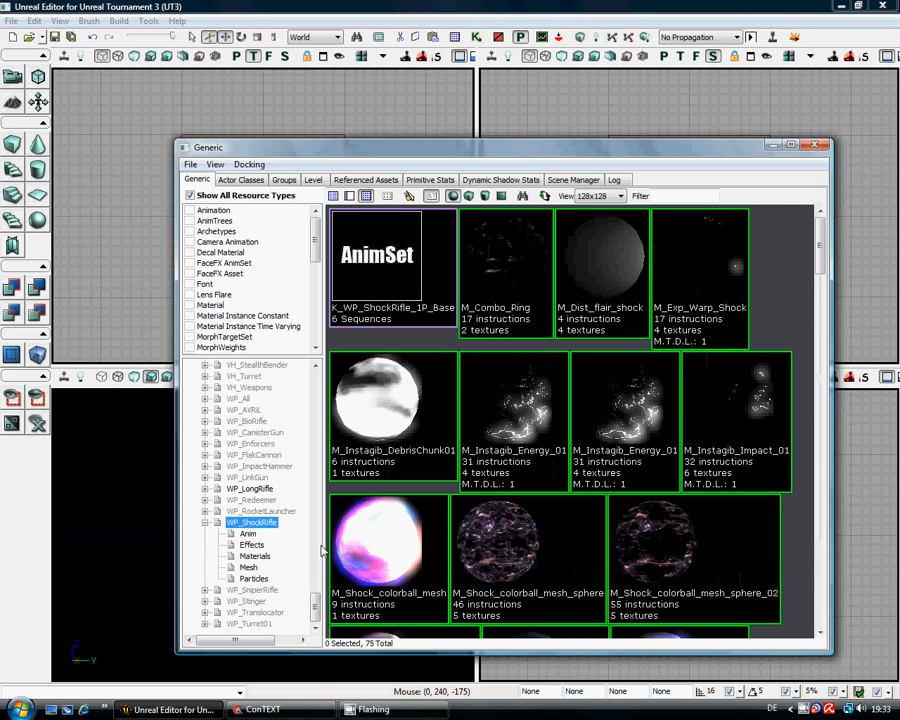 Unreal Editor for Unreal Tournament 3 (UT3)
File Edit View Brush Build Tools Help
World
No Propagation
P T F S
P T F S
Generic
File View Docking
Generic Actor Classes Groups Level Referenced Assets Primitive Stats Dynamic Shadow Stats Scene Manager Log
Show All Resource Types
View 128x128 Filter
Animation
AnimTrees
Archetypes
Camera Animation
Decal Material
FaceFX AnimSet
FaceFX Asset
Font
Lens Flare
Material
Material Instance Constant
Material Instance Time Varying
MorphTargetSet
MorphWeights
VH_StealthBender
VH_Turret
VH_Weapons
WP_All
WP_AVRiL
WP_BioRifle
WP_CanisterGun
WP_Enforcers
WP_FlakCannon
WP_ImpactHammer
WP_LinkGun
WP_LongRifle
WP_Redeemer
WP_RocketLauncher
WP_ShockRifle
Anim
Effects
Materials
Mesh
Particles
WP_SniperRifle
WP_Stinger
WP_Translocator
WP_Turret01
AnimSet
K_WP_ShockRifle_1P_Base
6 Sequences
M_Combo_Ring
17 instructions
2 textures
M_Dist_flair_shock
4 instructions
4 textures
M_Exp_Warp_Shock
17 instructions
4 textures
M.T.D.L.: 1
M_Instagib_DebrisChunk01
6 instructions
1 textures
M_Instagib_Energy_01
31 instructions
4 textures
M.T.D.L.: 1
M_Instagib_Energy_01
31 instructions
4 textures
M.T.D.L.: 1
M_Instagib_Impact_01
32 instructions
4 textures
M.T.D.L.: 1
M_Shock_colorball_mesh
9 instructions
1 textures
M_Shock_colorball_mesh_sphere
46 instructions
5 textures
M_Shock_colorball_mesh_sphere_02
55 instructions
5 textures
0 Selected, 75 Total
Z
Y
Mouse: (0, 240, -175)
None None None None 16 5 5%
Unreal Editor for Un... ConTEXT Flashing DE 19:33